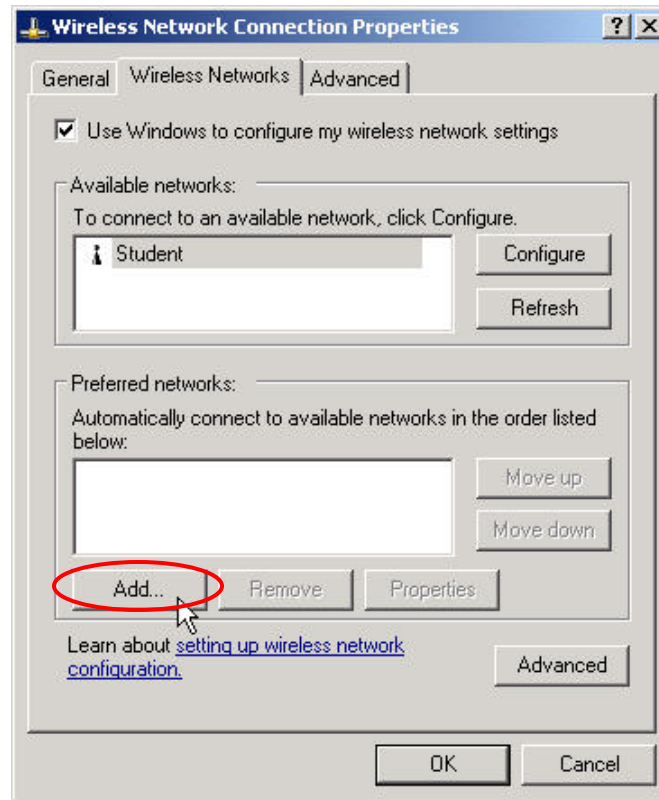 Wireless Network Connection Properties
General Wireless Networks Advanced
Use Windows to configure my wireless network settings
Available networks:
To connect to an available network, click Configure.
Student
Configure
Refresh
Preferred networks:
Automatically connect to available networks in the order listed
below:
Move up
Move down
Add... Remove Properties
Learn about setting up wireless network
configuration.
Advanced
OK Cancel